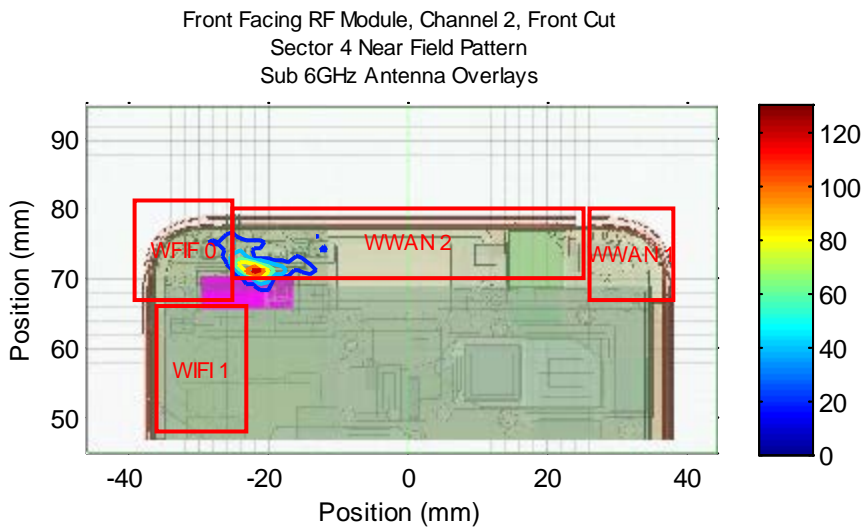 Front Facing RF Module, Channel 2, Front Cut
Sector 4 Near Field Pattern
Sub 6GHz Antenna Overlays
90
80
70
60
50
Position (mm)
WFIF 0
WWAN 2
WWAN 1
WIFI 1
-40
-20
0
20
40
Position (mm)
120
100
80
60
40
20
0